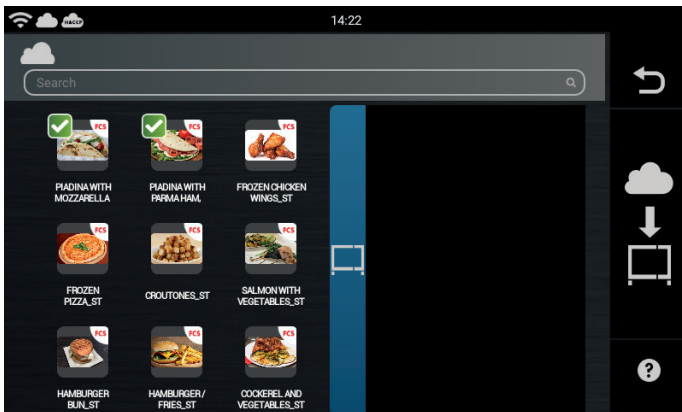 HACCP
14:22
Search
FCS
FCS
FCS
PIADINA WITH
MOZZARELLA
PIADINA WITH
PARMA HAM,
FROZEN CHICKEN
WINGS_ST
FCS
FCS
FCS
FROZEN
PIZZA_ST
CROUTONES_ST
SALMON WITH
VEGETABLES_ST
FCS
FCS
FCS
HAMBURGER
BUN_ST
HAMBURGER/
FRIES_ST
COCKEREL AND
VEGETABLES_ST
?